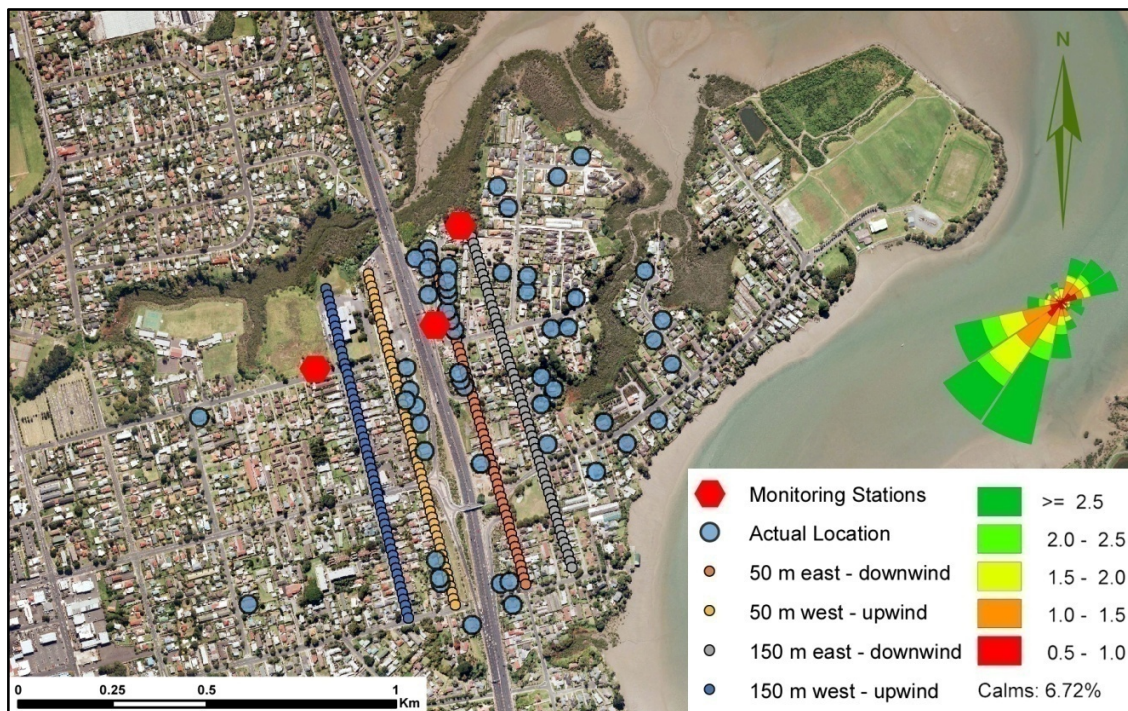 N
Monitoring Stations
Actual Location
50 m east - downwind
50 m west - upwind
150 m east - downwind
150 m west - upwind
>= 2.5
2.0 - 2.5
1.5 - 2.0
1.0 - 1.5
0.5 - 1.0
Calms: 6.72%
0 0.25 0.5 1
Km